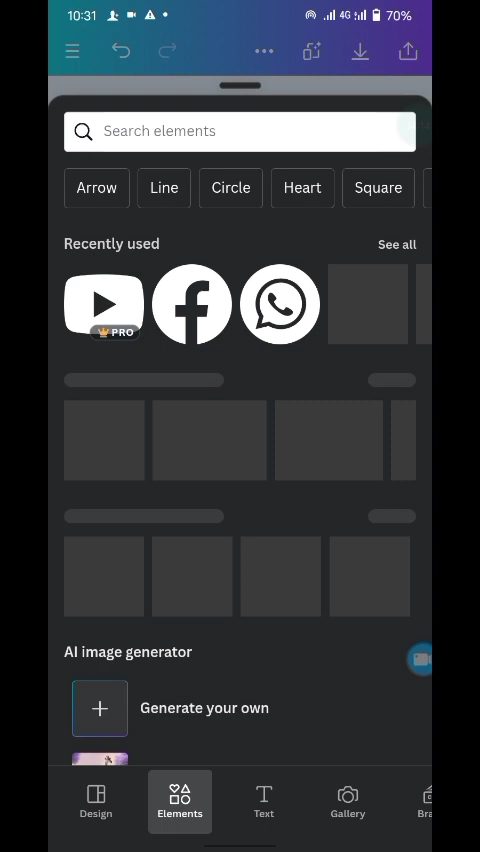 10:31 4G 70%
Search elements
Arrow Line Circle Heart Square
Recently used See all
PRO
AI image generator
Generate your own
Design Elements Text Gallery Bra